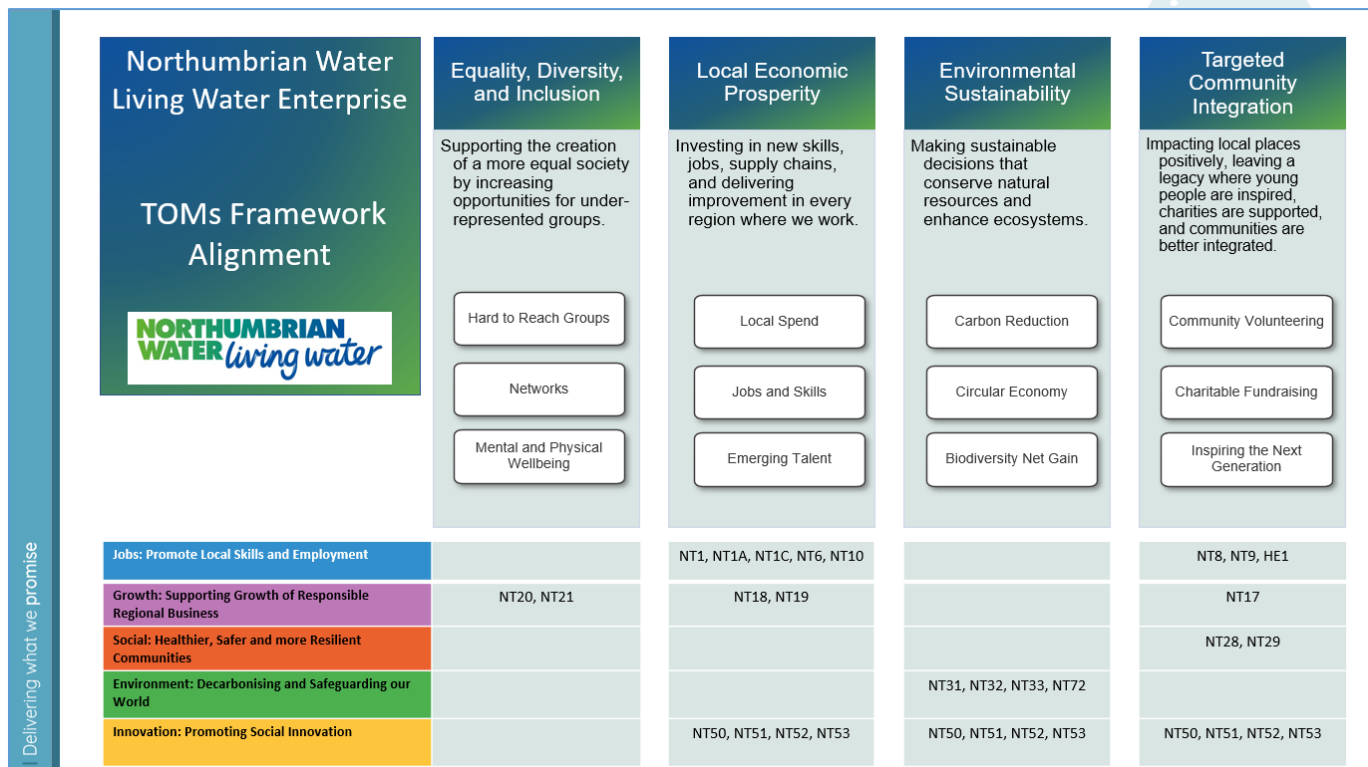 Northumbrian Water
Living Water Enterprise
TOMs Framework
Alignment
NORTHUMBRIAN
WATER living water
Equality, Diversity,
and Inclusion
Supporting the creation
of a more equal society
by increasing
opportunities for under-
represented groups.
Hard to Reach Groups
Networks
Mental and Physical
Wellbeing
Local Economic
Prosperity
Investing in new skills,
jobs, supply chains,
and delivering
improvement in every
region where we work.
Local Spend
Jobs and Skills
Emerging Talent
Environmental
Sustainability
Making sustainable
decisions that
conserve natural
resources and
enhance ecosystems.
Carbon Reduction
Circular Economy
Biodiversity Net Gain
Targeted
Community
Integration
Impacting local places
positively, leaving a
legacy where young
people are inspired,
charities are supported,
and communities are
better integrated.
Community Volunteering
Charitable Fundraising
Inspiring the Next
Generation
Jobs: Promote Local Skills and Employment
NT1, NT1A, NT1C, NT6, NT10
NT8, NT9, HE1
Growth: Supporting Growth of Responsible
Regional Business
NT20, NT21
NT18, NT19
NT17
Social: Healthier, Safer and more Resilient
Communities
NT28, NT29
Environment: Decarbonising and Safeguarding our
World
NT31, NT32, NT33, NT72
Innovation: Promoting Social Innovation
NT50, NT51, NT52, NT53
NT50, NT51, NT52, NT53
NT50, NT51, NT52, NT53
| Delivering what we promise